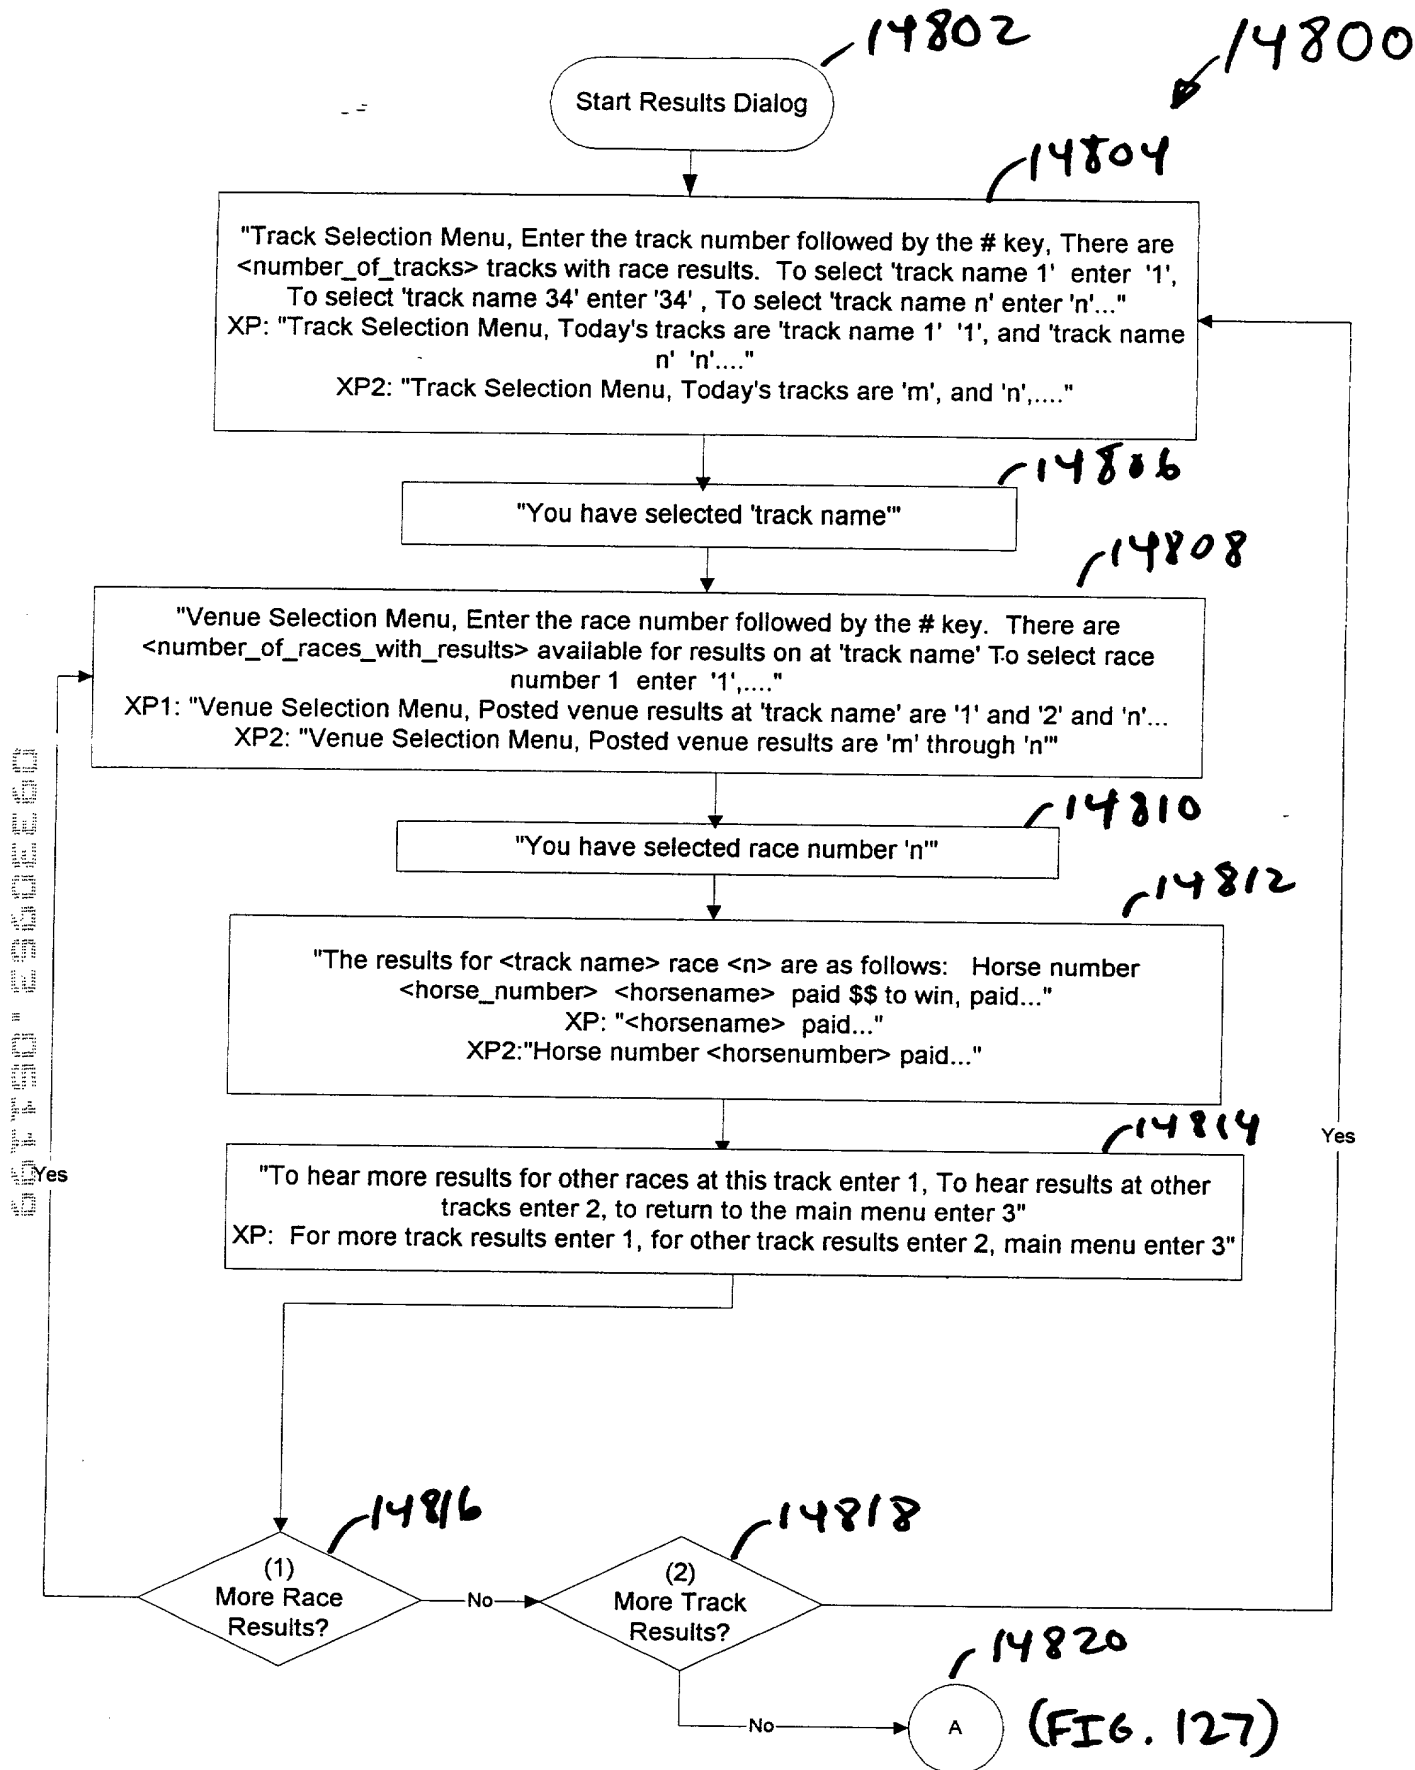 14802
14800
Start Results Dialog
14804
"Track Selection Menu, Enter the track number followed by the # key, There are
<number_of_tracks> tracks with race results. To select 'track name 1' enter '1',
To select 'track name 34' enter '34' , To select 'track name n' enter 'n'..."
XP: "Track Selection Menu, Today's tracks are 'track name 1' '1', and 'track name
n' 'n'...."
XP2: "Track Selection Menu, Today's tracks are 'm', and 'n',...."
14806
"You have selected 'track name'"
14808
"Venue Selection Menu, Enter the race number followed by the # key. There are
<number_of_races_with_results> available for results on at 'track name' To select race
number 1 enter '1',...."
XP1: "Venue Selection Menu, Posted venue results at 'track name' are '1' and '2' and 'n'...
XP2: "Venue Selection Menu, Posted venue results are 'm' through 'n'"
14810
"You have selected race number 'n'"
14812
"The results for <track name> race <n> are as follows: Horse number
<horse_number> <horsename> paid $$ to win, paid..."
XP: "<horsename> paid..."
XP2:"Horse number <horsenumber> paid..."
14814
"To hear more results for other races at this track enter 1, To hear results at other
tracks enter 2, to return to the main menu enter 3"
XP: For more track results enter 1, for other track results enter 2, main menu enter 3"
Yes
Yes
14816
(1)
More Race
Results?
No
14818
(2)
More Track
Results?
No
14820
A
(FIG. 127)